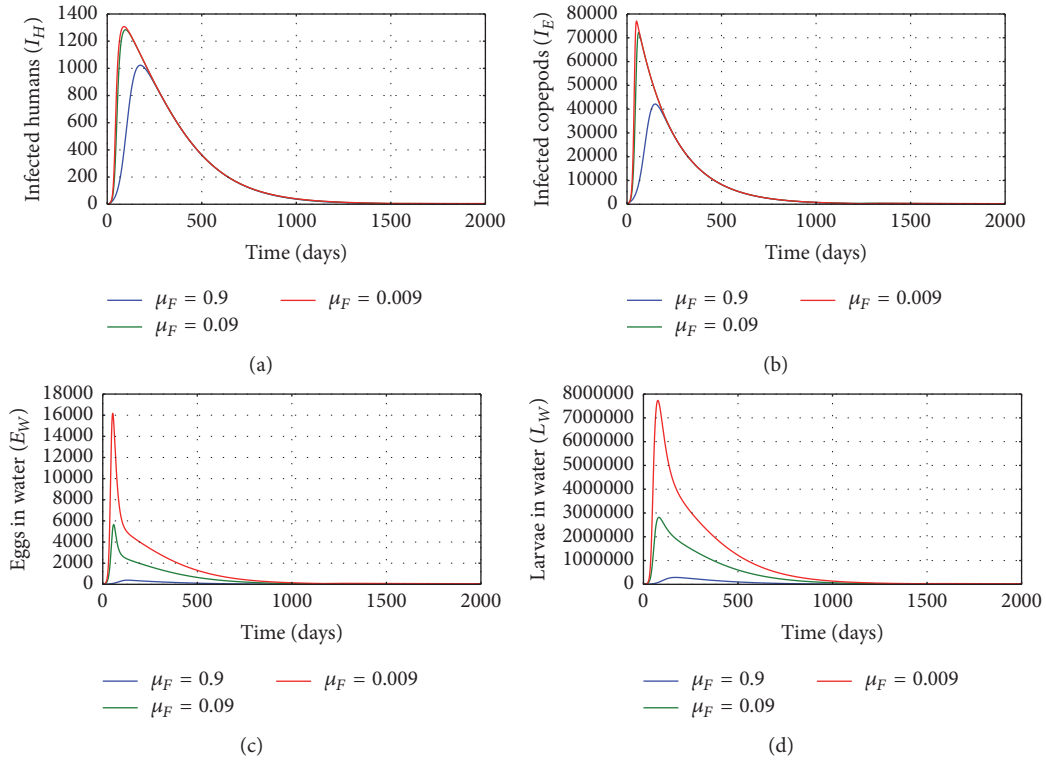 Infected humans (I_H)
1400
1200
1000
800
600
400
200
0
0 500 1000 1500 2000
Time (days)
μ_F = 0.9 μ_F = 0.009
μ_F = 0.09
(a)
Infected copepods (I_E)
80000
70000
60000
50000
40000
30000
20000
10000
0
0 500 1000 1500 2000
Time (days)
μ_F = 0.9 μ_F = 0.009
μ_F = 0.09
(b)
Eggs in water (E_W)
18000
16000
14000
12000
10000
8000
6000
4000
2000
0
0 500 1000 1500 2000
Time (days)
μ_F = 0.9 μ_F = 0.009
μ_F = 0.09
(c)
Larvae in water (L_W)
8000000
7000000
6000000
5000000
4000000
3000000
2000000
1000000
0
0 500 1000 1500 2000
Time (days)
μ_F = 0.9 μ_F = 0.009
μ_F = 0.09
(d)